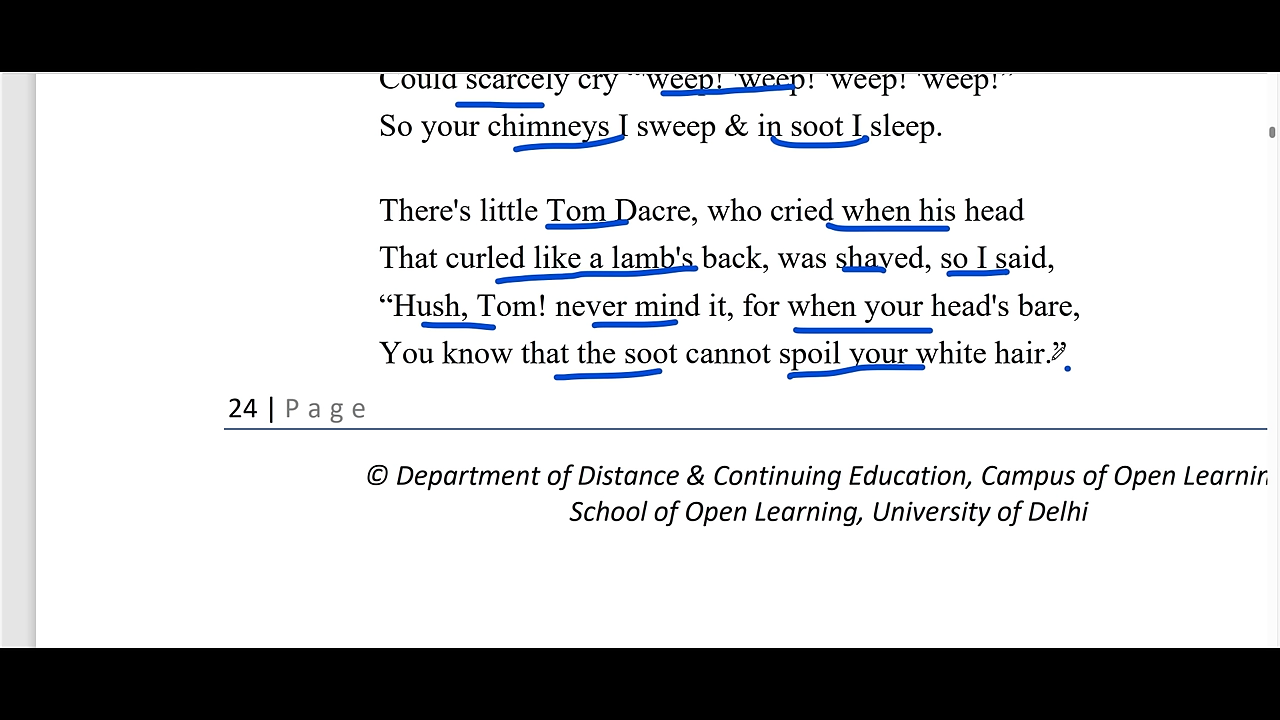 Could scarcely cry “'weep! 'weep! 'weep! 'weep!”
So your chimneys I sweep & in soot I sleep.
There's little Tom Dacre, who cried when his head
That curled like a lamb's back, was shaved, so I said,
“Hush, Tom! never mind it, for when your head's bare,
You know that the soot cannot spoil your white hair.”
24 | Page
© Department of Distance & Continuing Education, Campus of Open Learnin
School of Open Learning, University of Delhi